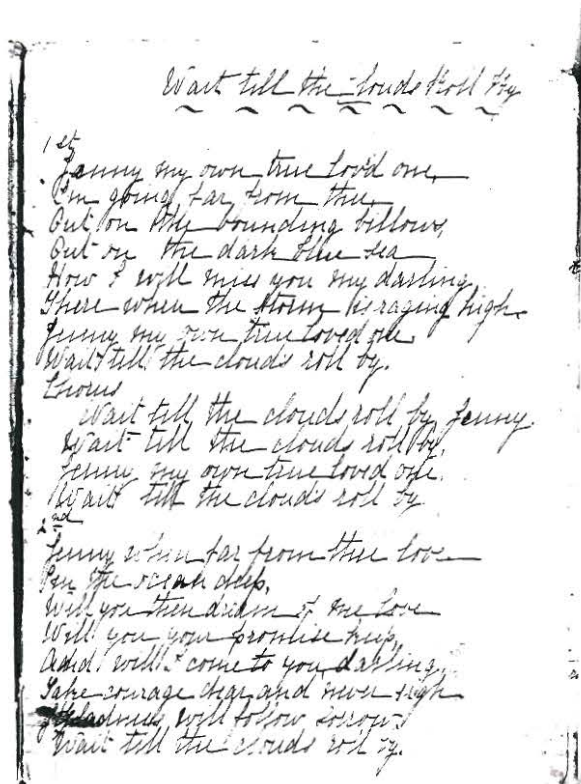 Wait till the Clouds Roll By
1st
Jenny my own true lov'd one,
I'm going far from thee,
Out on the bounding billows,
Out on the dark blue sea
How I will miss you my darling,
There when the storm is raging high.
Jenny my own true loved one
Wait till the clouds roll by.
Chorus
Wait till the clouds roll by Jenny.
Wait till the clouds roll by,
Jenny my own true loved one.
Wait till the clouds roll by
2nd
Jenny when far from thee love
I'm the ocean deep,
Will you then dream of me love
Will you your promise keep,
And will I come to you darling,
Take courage dear, and never sigh
Gladness will follow sorrow
Wait till the clouds roll by.